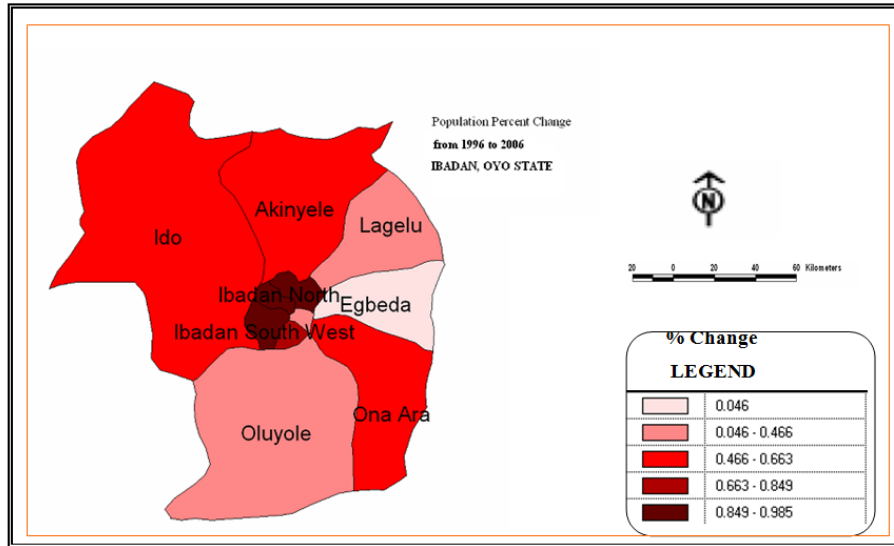 Population Percent Change
from 1996 to 2006
IBADAN, OYO STATE
Akinyele
Lagelu
Ido
N
20 0 20 40 60 Kilometers
Ibadan North
Egbeda
Ibadan South West
% Change
LEGEND
0.046
0.046 - 0.466
0.466 - 0.663
0.663 - 0.849
0.849 - 0.985
Ona Ara
Oluyole